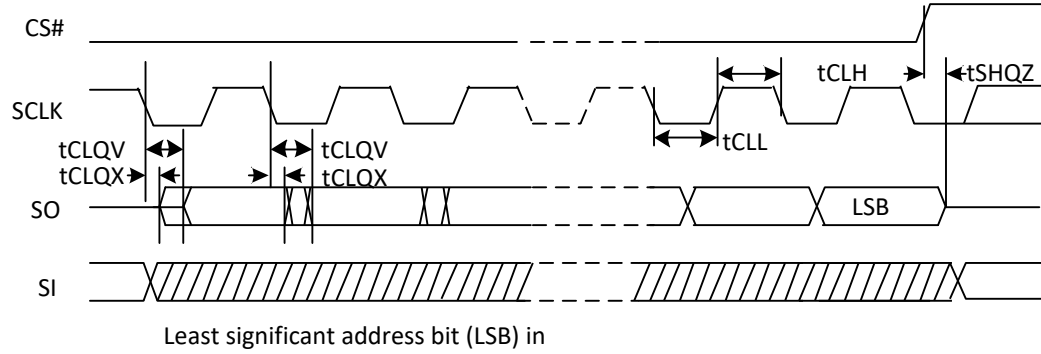 CS#
tCLH
tSHQZ
SCLK
tCLQV
tCLQV
tCLL
tCLQX
tCLQX
SO
LSB
SI
Least significant address bit (LSB) in